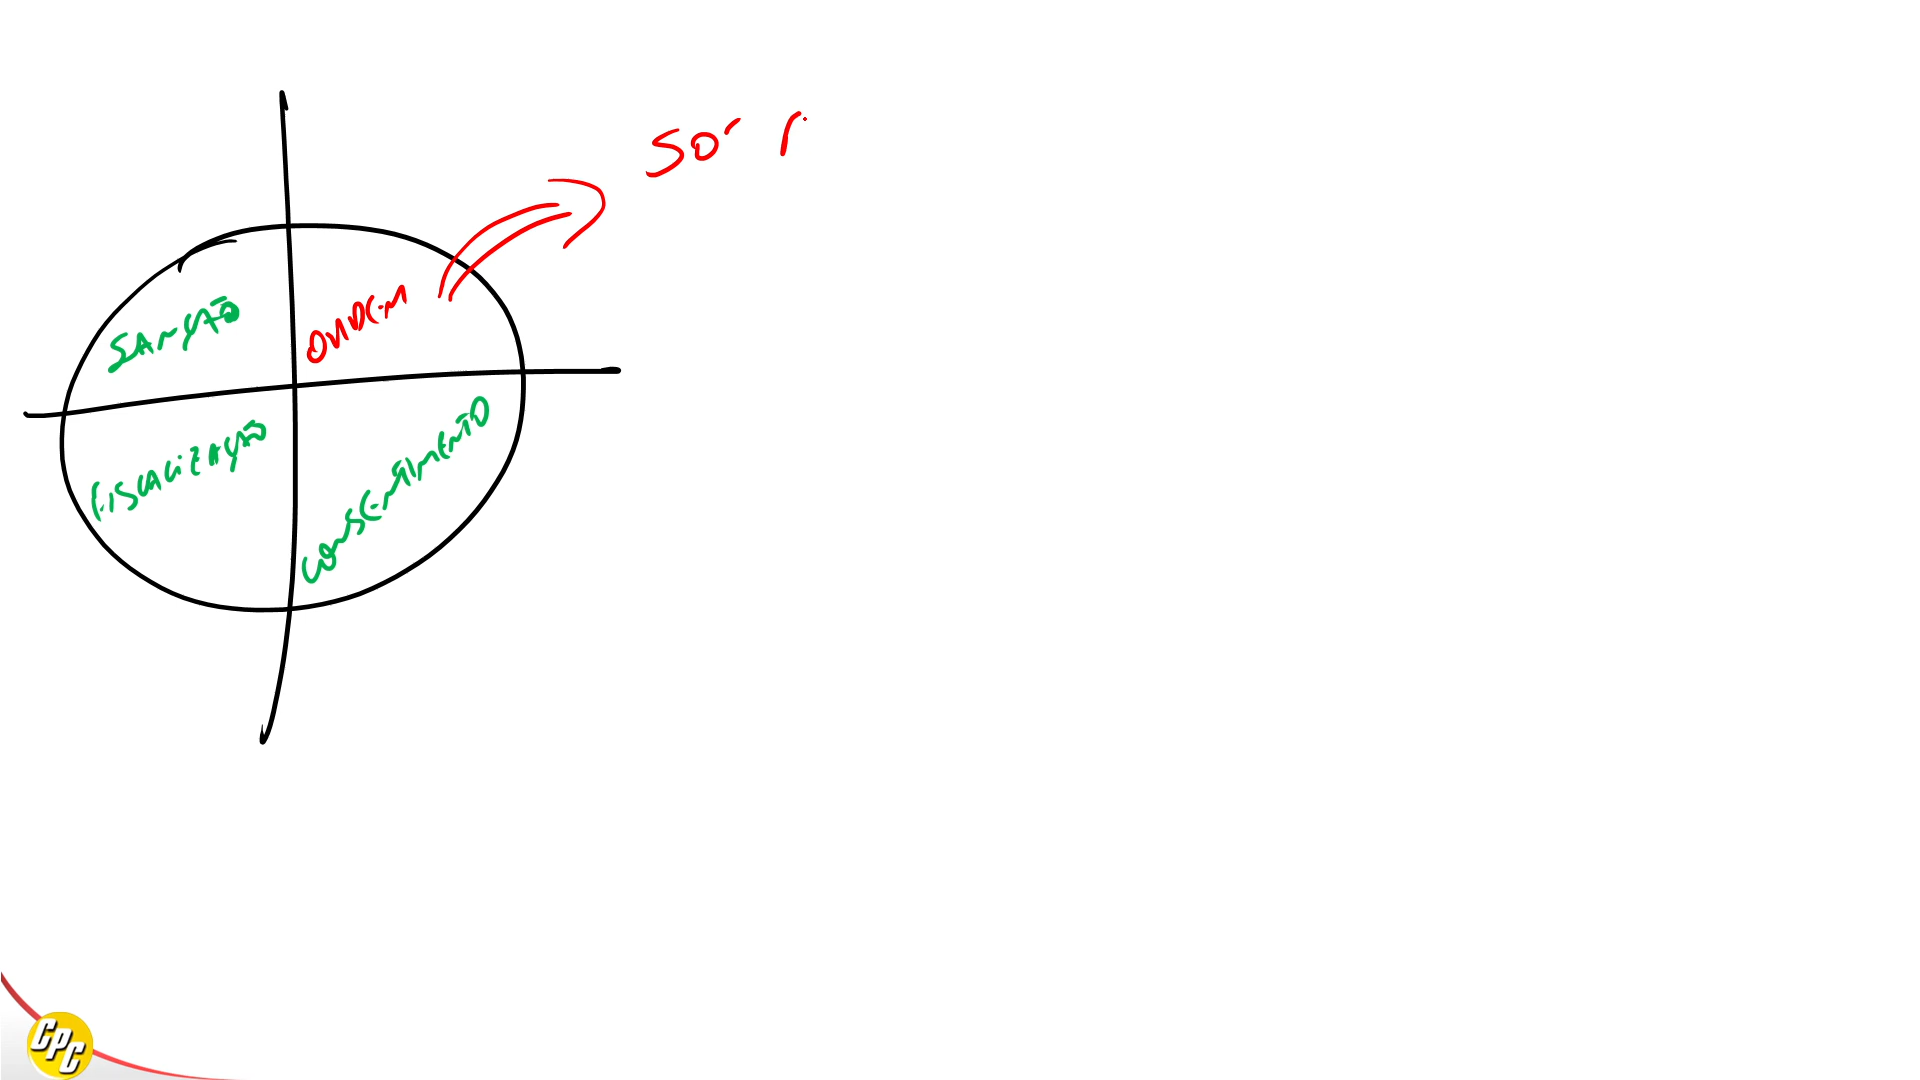 SÓ
SANÇÃO
ORDEM
FISCALIZAÇÃO
CONSENTIMENTO
CPC